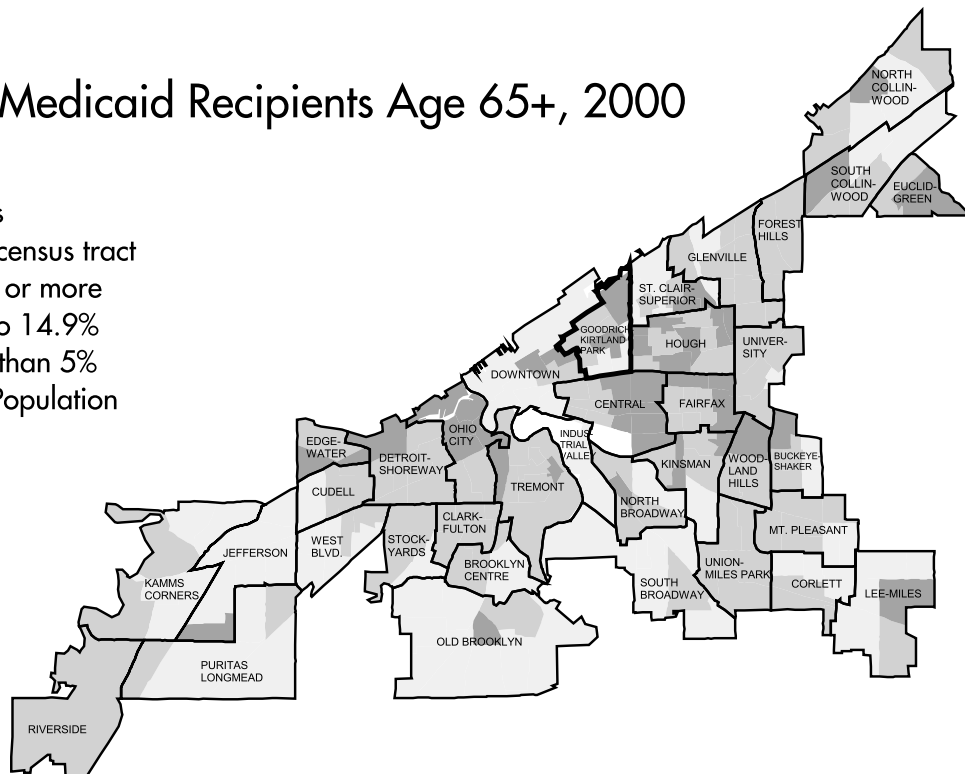 Medicaid Recipients Age 65+, 2000
census tract
or more
14.9%
than 5%
Population
NORTH
COLLIN-
WOOD
SOUTH
COLLIN-
WOOD
EUCLID-
GREEN
FOREST
HILLS
GLENVILLE
ST. CLAIR-
SUPERIOR
GOODRICH
KIRTLAND
PARK
HOUGH
UNIVER-
SITY
DOWNTOWN
CENTRAL
FAIRFAX
OHIO
CITY
EDGE-
WATER
DETROIT-
SHOREWAY
INDUS-
TRIAL
VALLEY
KINSMAN
WOOD-
LAND
HILLS
BUCKEYE-
SHAKER
CUDELL
TREMONT
NORTH
BROADWAY
CLARK-
FULTON
MT. PLEASANT
WEST
BLVD.
STOCK-
YARDS
JEFFERSON
BROOKLYN
CENTRE
UNION-
MILES PARK
KAMMS
CORNERS
SOUTH
BROADWAY
CORLETT
LEE-MILES
OLD BROOKLYN
PURITAS
LONGMEAD
RIVERSIDE